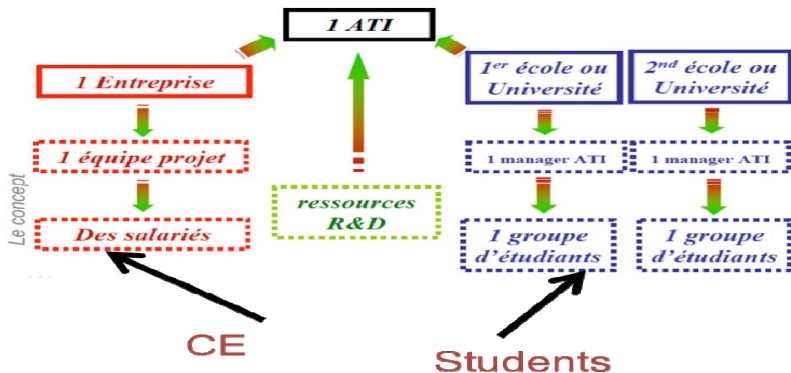 1 ATI
1 Entreprise
1er école ou
Université
2nd école ou
Université
1 équipe projet
1 manager ATI
1 manager ATI
Le concept
ressources
R&D
Des salariés
1 groupe
d'étudiants
1 groupe
d'étudiants
CE
Students